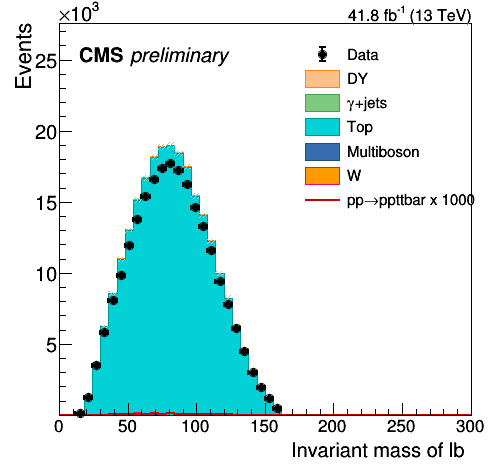 ×10³
41.8 fb⁻¹ (13 TeV)
Events
CMS preliminary
Data
DY
γ+jets
Top
Multiboson
W
pp→ppttbar x 1000
25
20
15
10
5
0 50 100 150 200 250 300
Invariant mass of lb